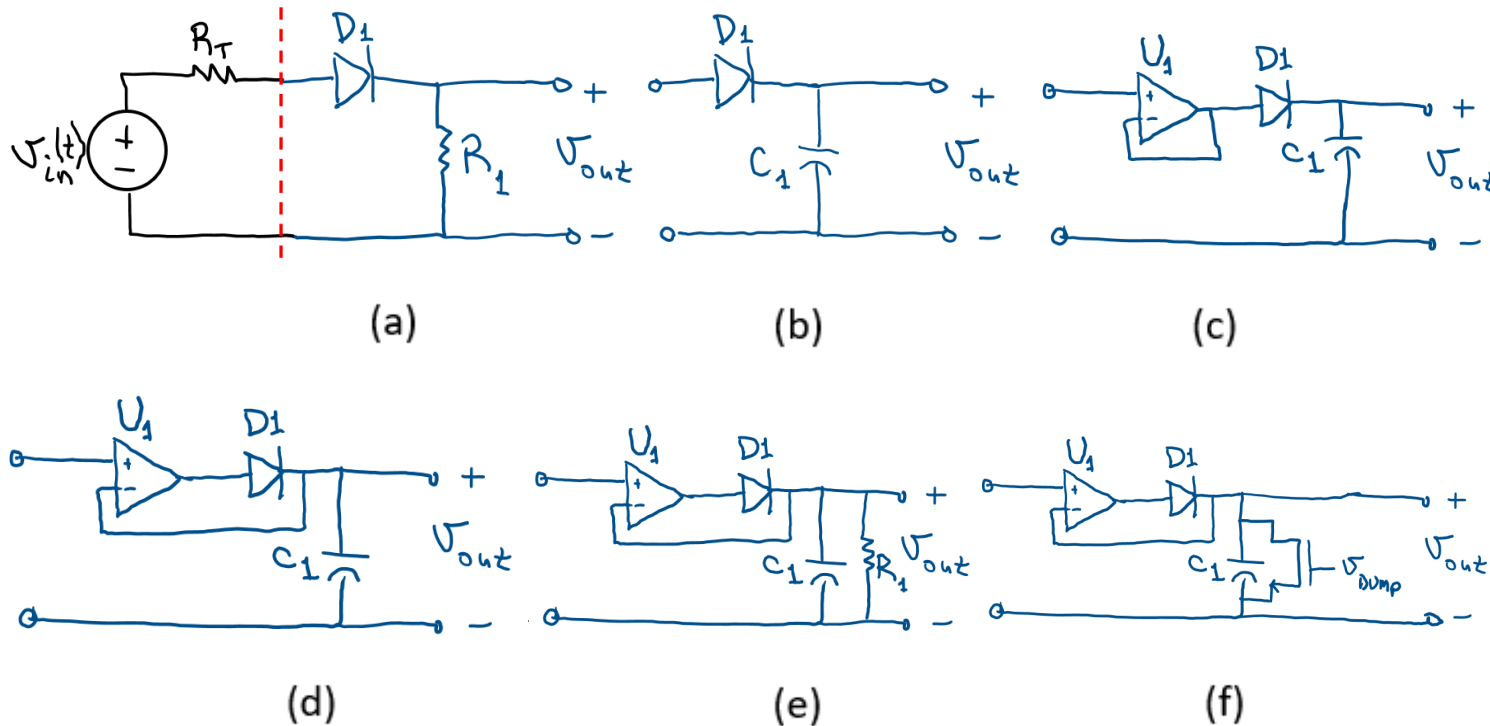 R_T D1
v_in(t) + − R_1 + v_out −
(a)
D1
C_1 + v_out −
(b)
U_1 D1
+ − C_1 + v_out −
(c)
U_1 D1
+ − C_1 + v_out −
(d)
U_1 D1
+ − C_1 R_1 + v_out −
(e)
U_1 D1
+ − C_1 v_DUMP + v_out −
(f)